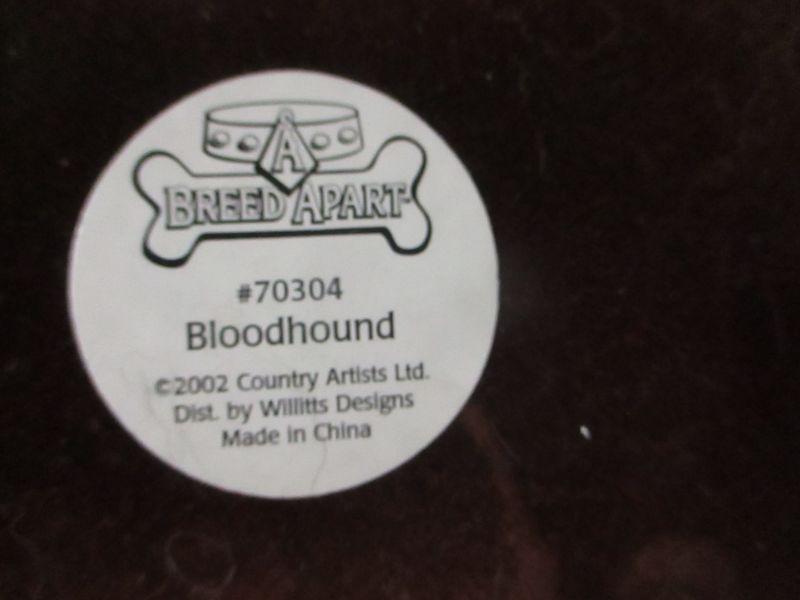 A
BREED APART
#70304
Bloodhound
©2002 Country Artists Ltd.
Dist. by Willitts Designs
Made in China